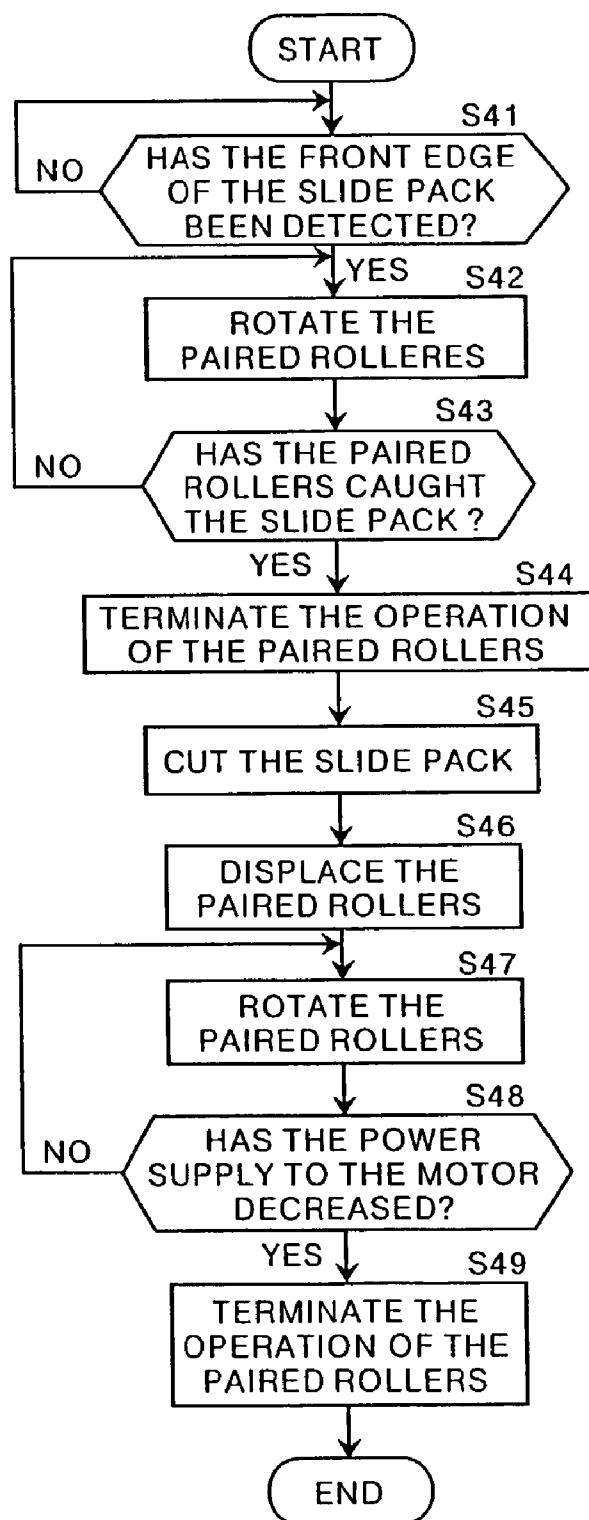 START
S41
HAS THE FRONT EDGE
OF THE SLIDE PACK
BEEN DETECTED?
NO
YES
S42
ROTATE THE
PAIRED ROLLERES
S43
HAS THE PAIRED
ROLLERS CAUGHT
THE SLIDE PACK ?
NO
YES
S44
TERMINATE THE OPERATION
OF THE PAIRED ROLLERS
S45
CUT THE SLIDE PACK
S46
DISPLACE THE
PAIRED ROLLERS
S47
ROTATE THE
PAIRED ROLLERS
S48
HAS THE POWER
SUPPLY TO THE MOTOR
DECREASED?
NO
YES
S49
TERMINATE THE
OPERATION OF THE
PAIRED ROLLERS
END